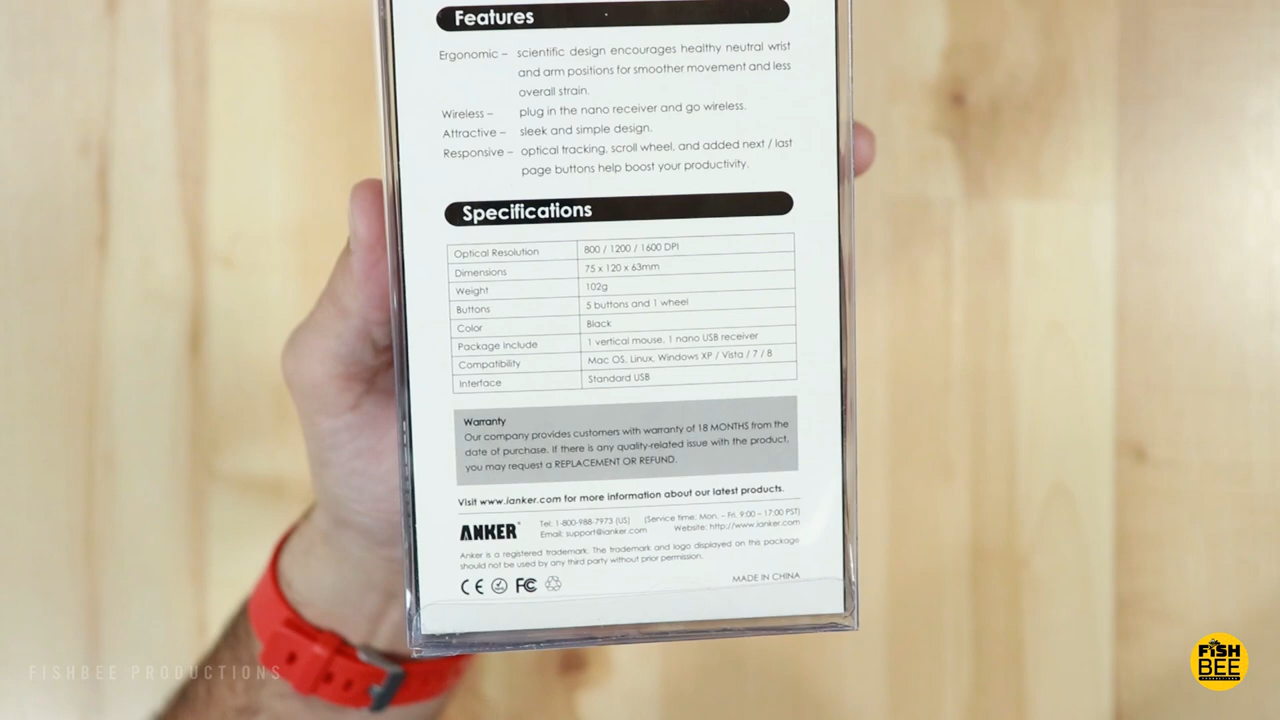 Features
Ergonomic – scientific design encourages healthy neutral wrist
and arm positions for smoother movement and less
overall strain.
Wireless – plug in the nano receiver and go wireless.
Attractive – sleek and simple design.
Responsive – optical tracking, scroll wheel, and added next / last
page buttons help boost your productivity.
Specifications
Optical Resolution 800 / 1200 / 1600 DPI
Dimensions 75 x 120 x 63mm
Weight 102g
Buttons 5 buttons and 1 wheel
Color Black
Package Include 1 vertical mouse, 1 nano USB receiver
Compatibility Mac OS, Linux, Windows XP / Vista / 7 / 8
Interface Standard USB
Warranty
Our company provides customers with warranty of 18 MONTHS from the
date of purchase. If there is any quality-related issue with the product,
you may request a REPLACEMENT OR REFUND.
Visit www.ianker.com for more information about our latest products.
ANKER®
Tel: 1-800-988-7973 (US) (Service time: Mon. – Fri. 9:00 – 17:00 PST)
Email: support@ianker.com Website: http://www.ianker.com
Anker is a registered trademark. The trademark and logo displayed on this package
should not be used by any third party without prior permission.
CE FC
MADE IN CHINA
FISHBEE PRODUCTIONS
FISH
BEE